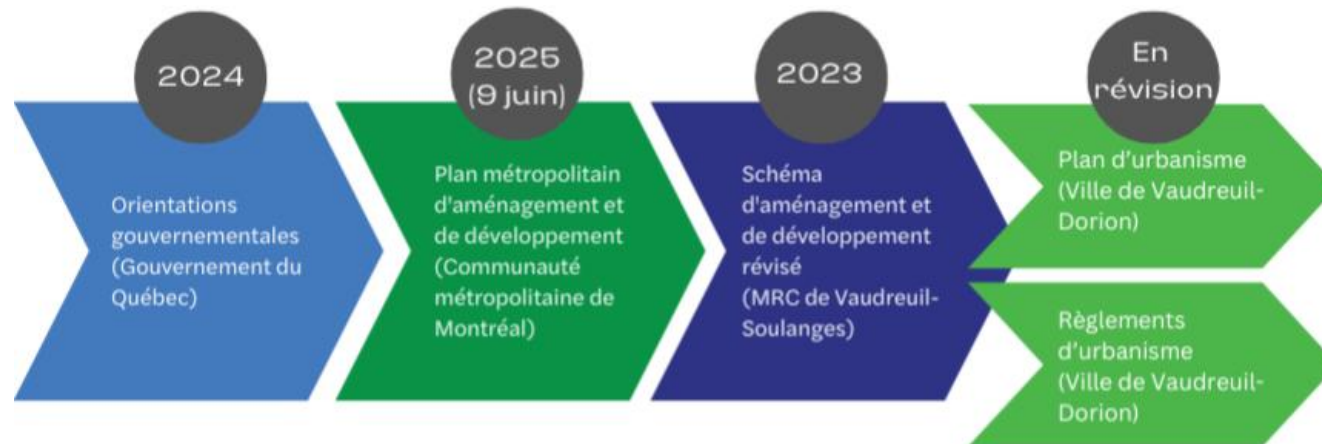 2024
Orientations
gouvernementales
(Gouvernement du
Québec)
2025
(9 juin)
Plan métropolitain
d'aménagement et
de développement
(Communauté
métropolitaine de
Montréal)
2023
Schéma
d'aménagement et
de développement
révisé
(MRC de Vaudreuil-
Soulanges)
En
révision
Plan d'urbanisme
(Ville de Vaudreuil-
Dorion)
Règlements
d'urbanisme
(Ville de Vaudreuil-
Dorion)